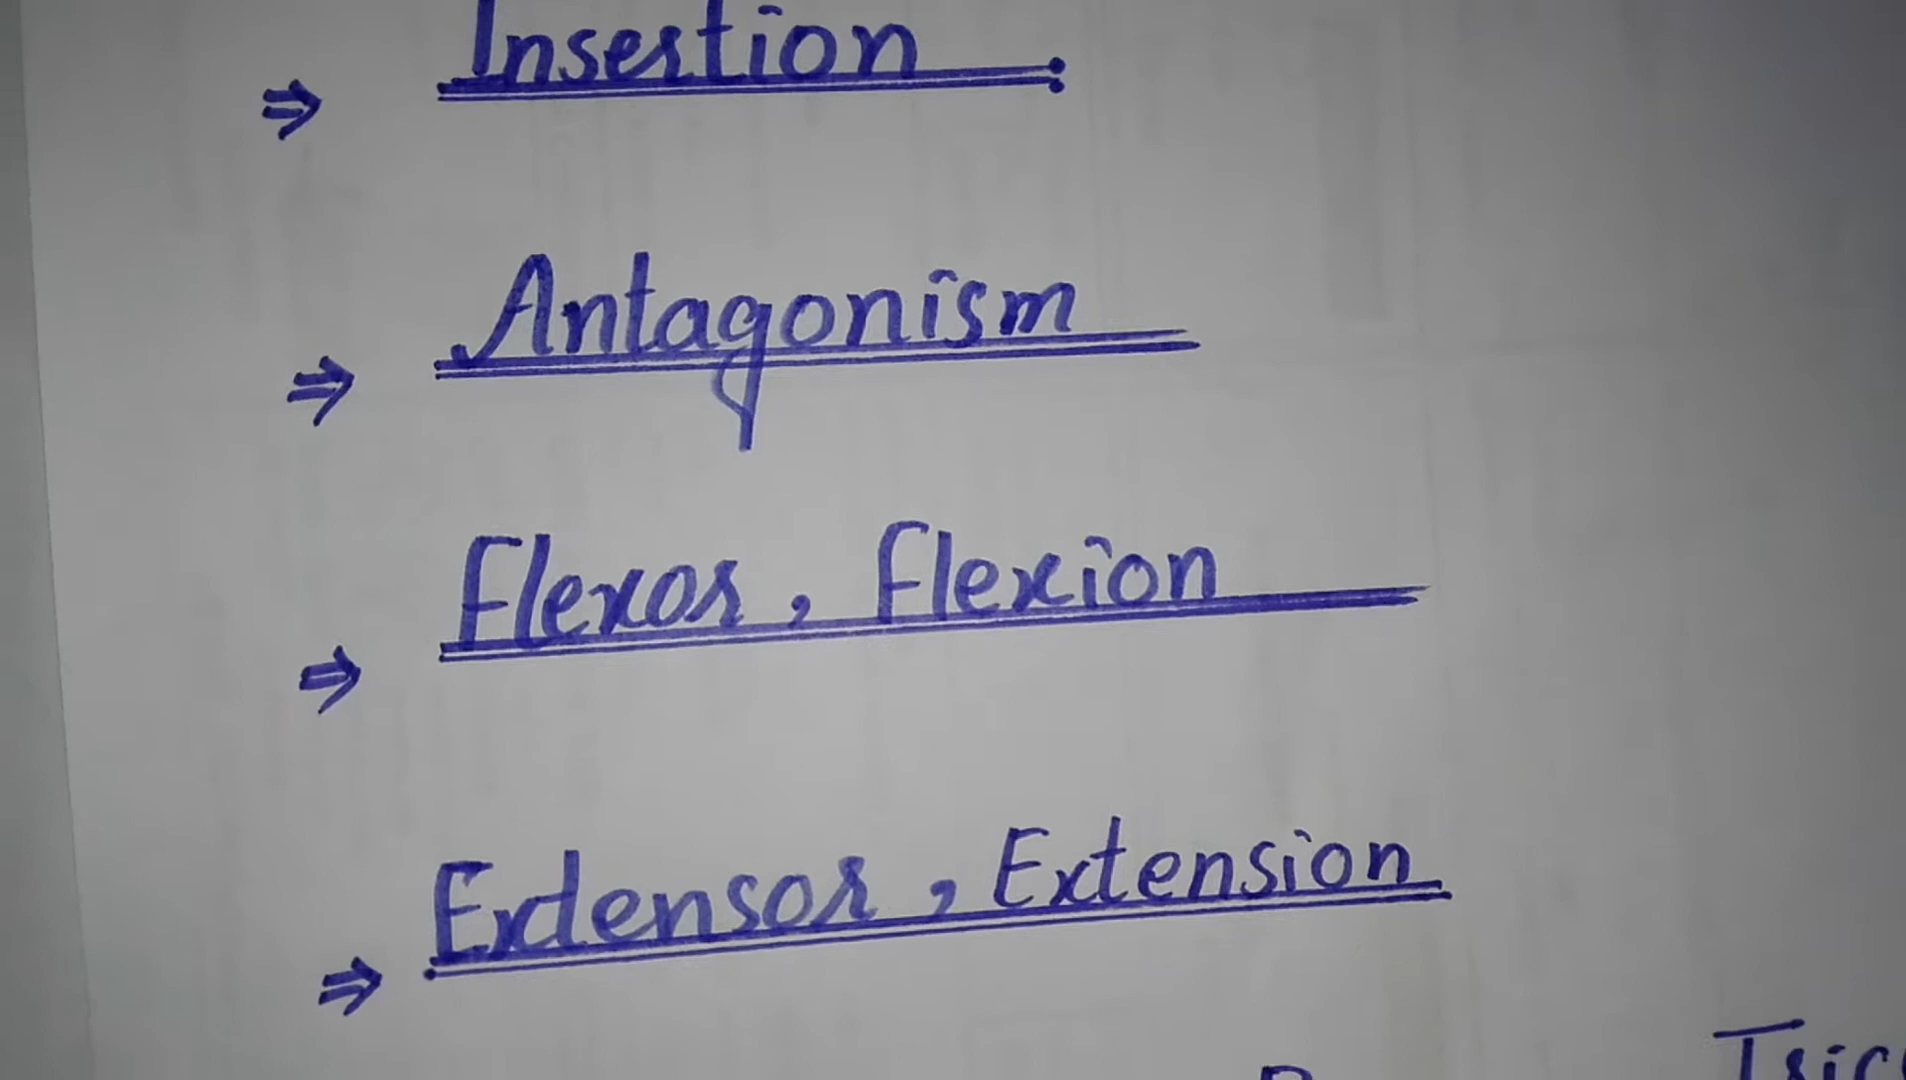 Insertion :
⇒
Antagonism
⇒
Flexor, Flexion
⇒
Extensor, Extension
⇒